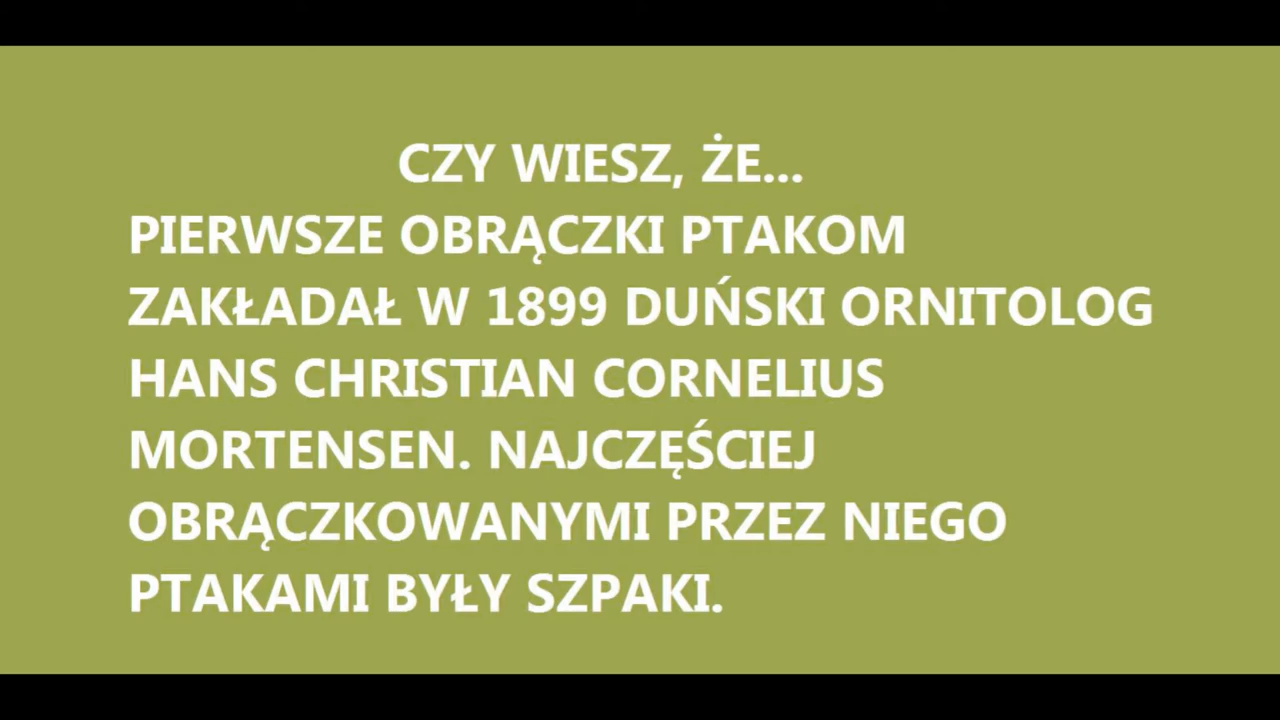 CZY WIESZ, ŻE...
PIERWSZE OBRĄCZKI PTAKOM
ZAKŁADAŁ W 1899 DUŃSKI ORNITOLOG
HANS CHRISTIAN CORNELIUS
MORTENSEN. NAJCZĘŚCIEJ
OBRĄCZKOWANYMI PRZEZ NIEGO
PTAKAMI BYŁY SZPAKI.